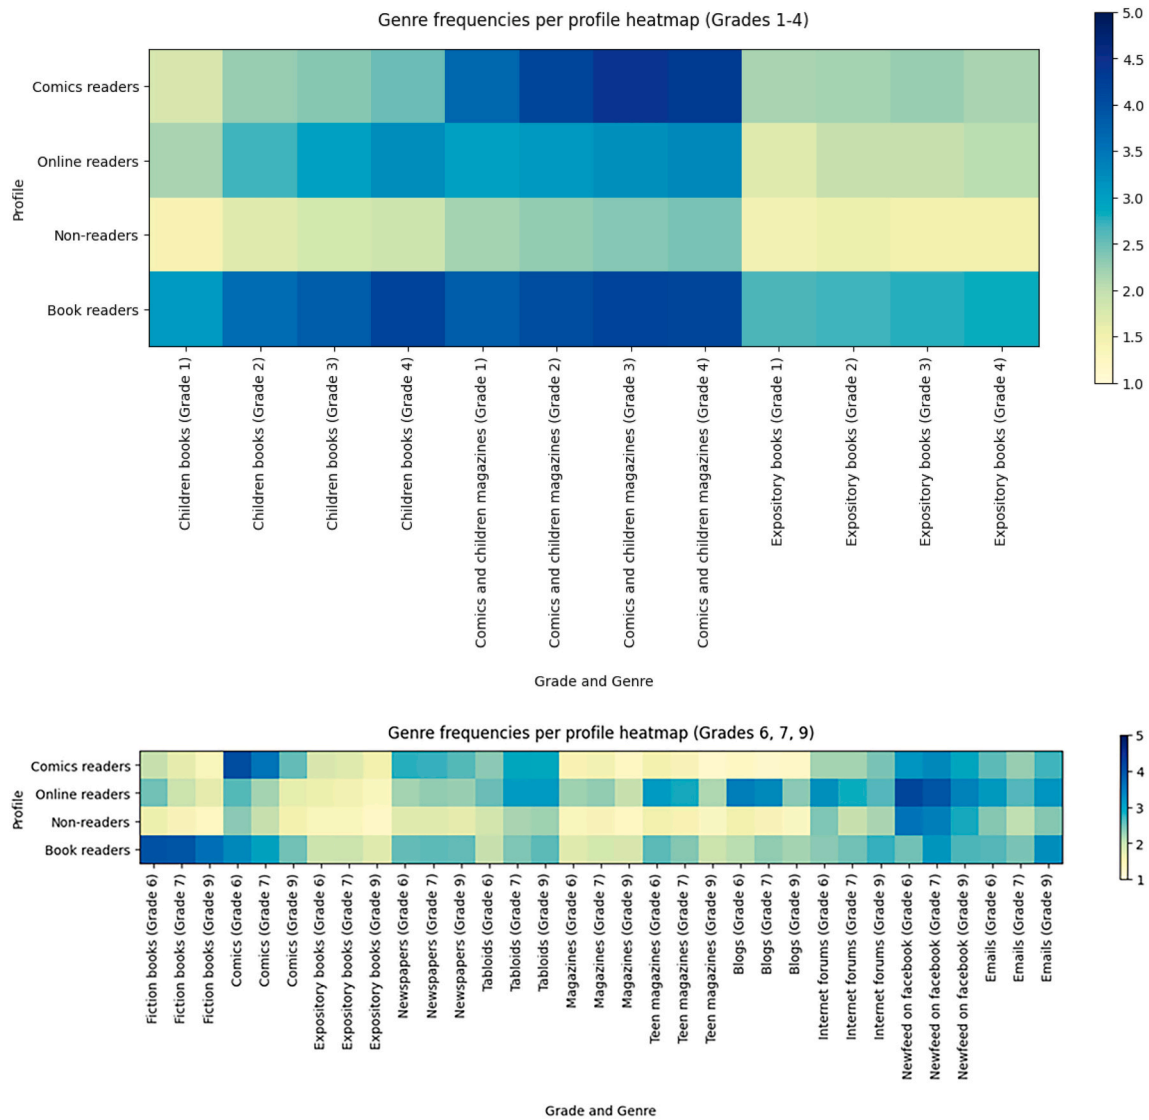 Genre frequencies per profile heatmap (Grades 1-4)
Profile
Comics readers
Online readers
Non-readers
Book readers
Children books (Grade 1)
Children books (Grade 2)
Children books (Grade 3)
Children books (Grade 4)
Comics and children magazines (Grade 1)
Comics and children magazines (Grade 2)
Comics and children magazines (Grade 3)
Comics and children magazines (Grade 4)
Expository books (Grade 1)
Expository books (Grade 2)
Expository books (Grade 3)
Expository books (Grade 4)
Grade and Genre
5.0
4.5
4.0
3.5
3.0
2.5
2.0
1.5
1.0
Genre frequencies per profile heatmap (Grades 6, 7, 9)
Profile
Comics readers
Online readers
Non-readers
Book readers
Fiction books (Grade 6)
Fiction books (Grade 7)
Fiction books (Grade 9)
Comics (Grade 6)
Comics (Grade 7)
Comics (Grade 9)
Expository books (Grade 6)
Expository books (Grade 7)
Expository books (Grade 9)
Newspapers (Grade 6)
Newspapers (Grade 7)
Newspapers (Grade 9)
Tabloids (Grade 6)
Tabloids (Grade 7)
Tabloids (Grade 9)
Magazines (Grade 6)
Magazines (Grade 7)
Magazines (Grade 9)
Teen magazines (Grade 6)
Teen magazines (Grade 7)
Teen magazines (Grade 9)
Blogs (Grade 6)
Blogs (Grade 7)
Blogs (Grade 9)
Internet forums (Grade 6)
Internet forums (Grade 7)
Internet forums (Grade 9)
Newfeed on facebook (Grade 6)
Newfeed on facebook (Grade 7)
Newfeed on facebook (Grade 9)
Emails (Grade 6)
Emails (Grade 7)
Emails (Grade 9)
Grade and Genre
5
4
3
2
1